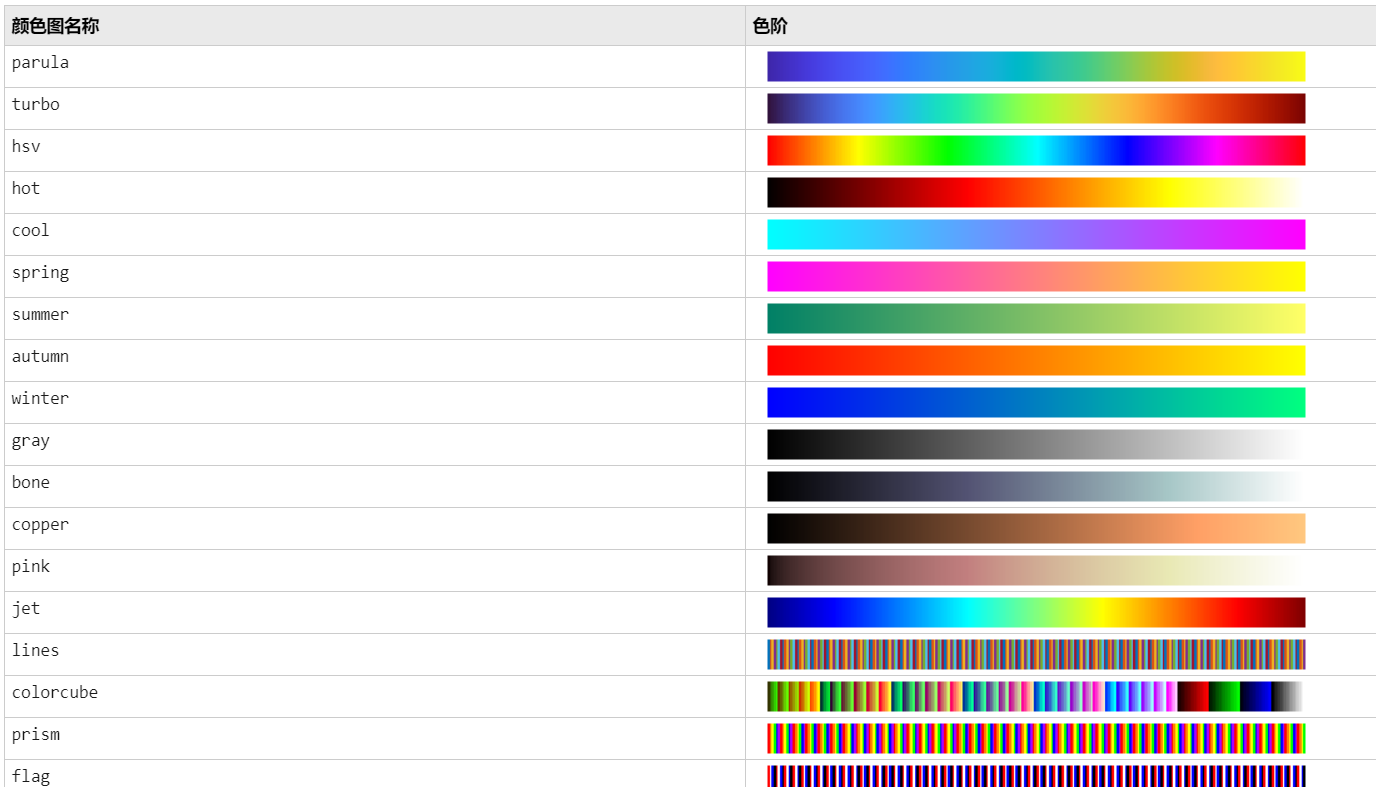 颜色图名称 色阶
parula
turbo
hsv
hot
cool
spring
summer
autumn
winter
gray
bone
copper
pink
jet
lines
colorcube
prism
flag